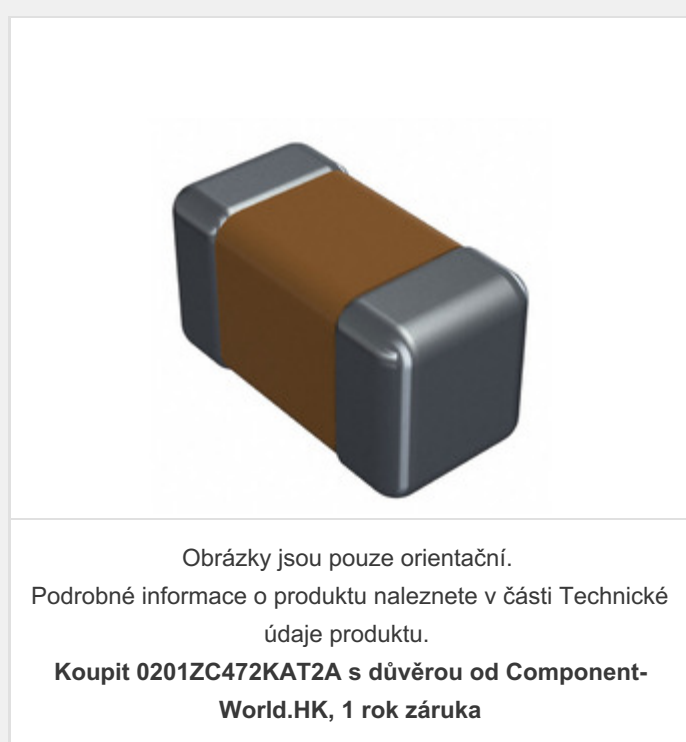 Obrázky jsou pouze orientační.
Podrobné informace o produktu naleznete v části Technické
údaje produktu.
Koupit 0201ZC472KAT2A s důvěrou od Component-
World.HK, 1 rok záruka